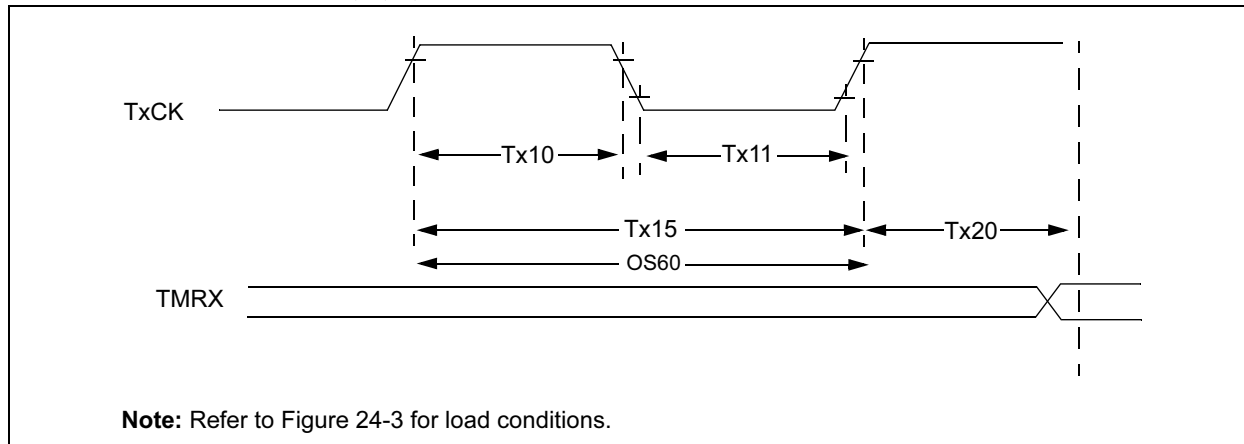 TxCK
Tx10
Tx11
Tx15
Tx20
OS60
TMRX
Note: Refer to Figure 24-3 for load conditions.